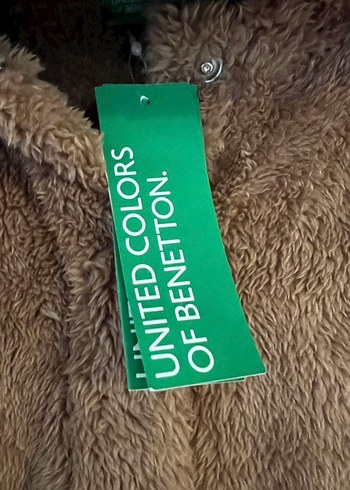 UNITED COLORS
OF BENETTON.